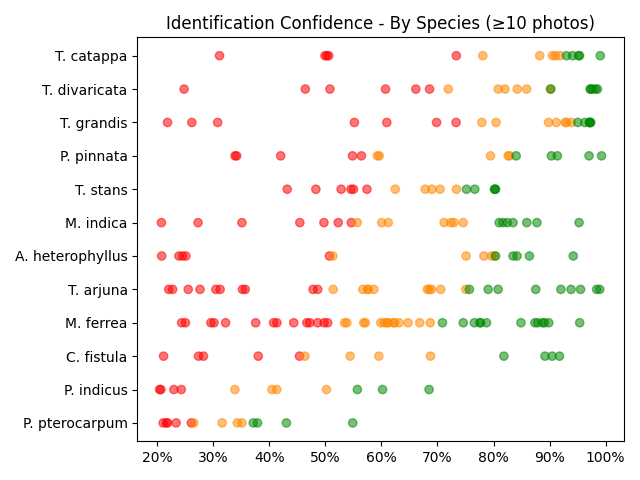 Identification Confidence - By Species (≥10 photos)
T. catappa
T. divaricata
T. grandis
P. pinnata
T. stans
M. indica
A. heterophyllus
T. arjuna
M. ferrea
C. fistula
P. indicus
P. pterocarpum
20% 30% 40% 50% 60% 70% 80% 90% 100%